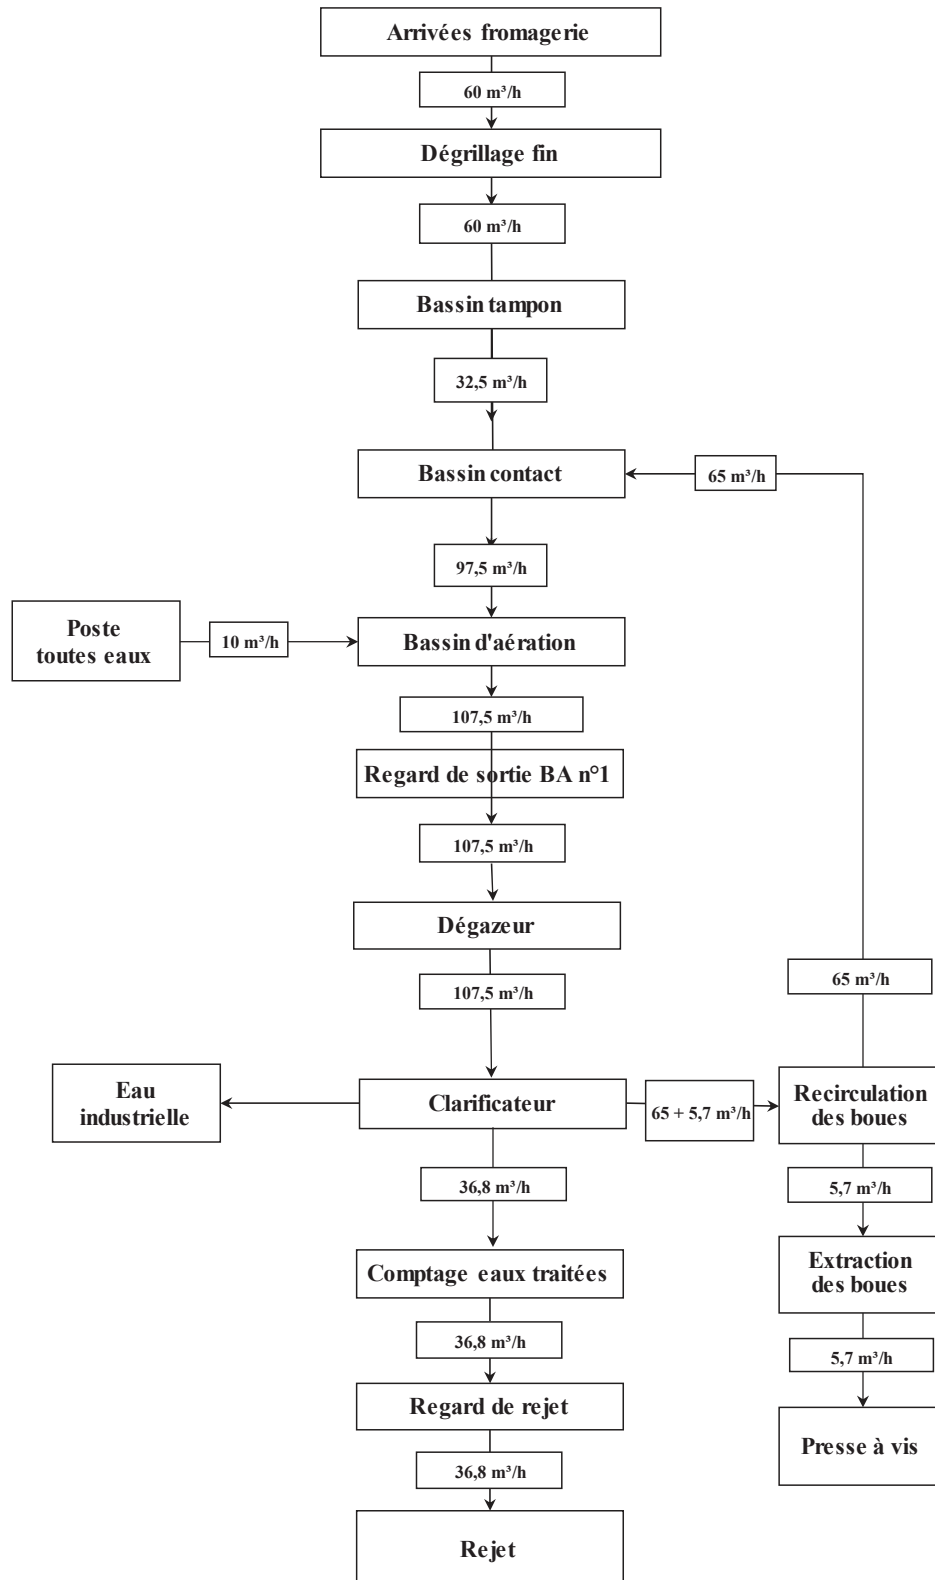 Arrivées fromagerie
60 m³/h
Dégrillage fin
60 m³/h
Bassin tampon
32,5 m³/h
Bassin contact
65 m³/h
97,5 m³/h
Poste
toutes eaux
10 m³/h
Bassin d'aération
107,5 m³/h
Regard de sortie BA n°1
107,5 m³/h
Dégazeur
107,5 m³/h
65 m³/h
Eau
industrielle
Clarificateur
65 + 5,7 m³/h
Recirculation
des boues
36,8 m³/h
5,7 m³/h
Comptage eaux traitées
Extraction
des boues
36,8 m³/h
5,7 m³/h
Regard de rejet
Presse à vis
36,8 m³/h
Rejet